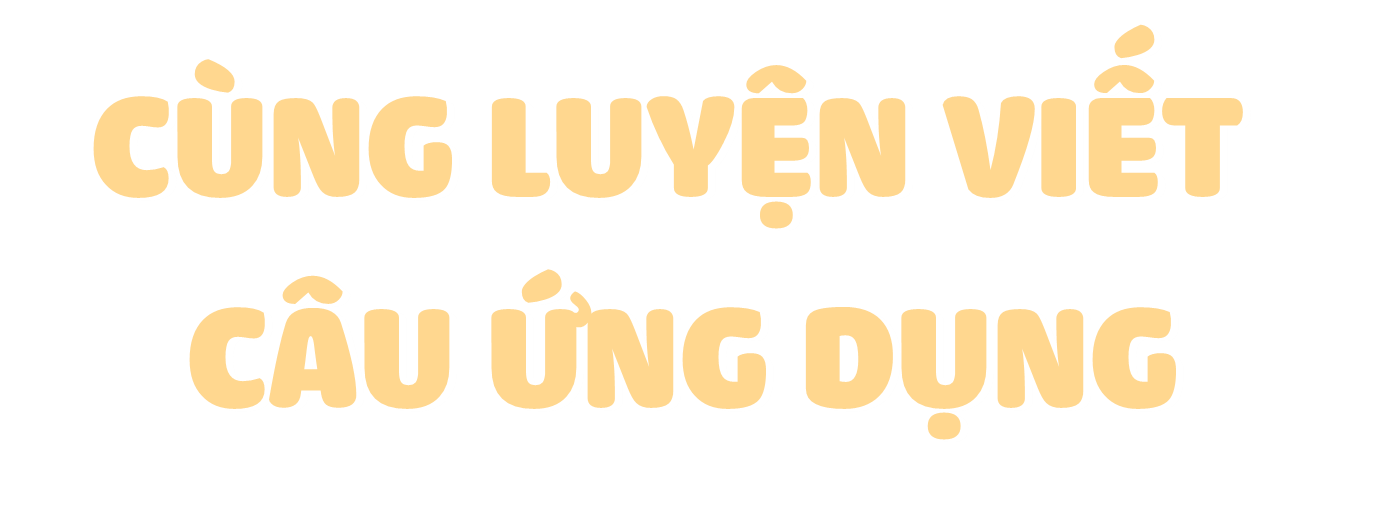 CÙNG LUYỆN VIẾT
CÂU ỨNG DỤNG